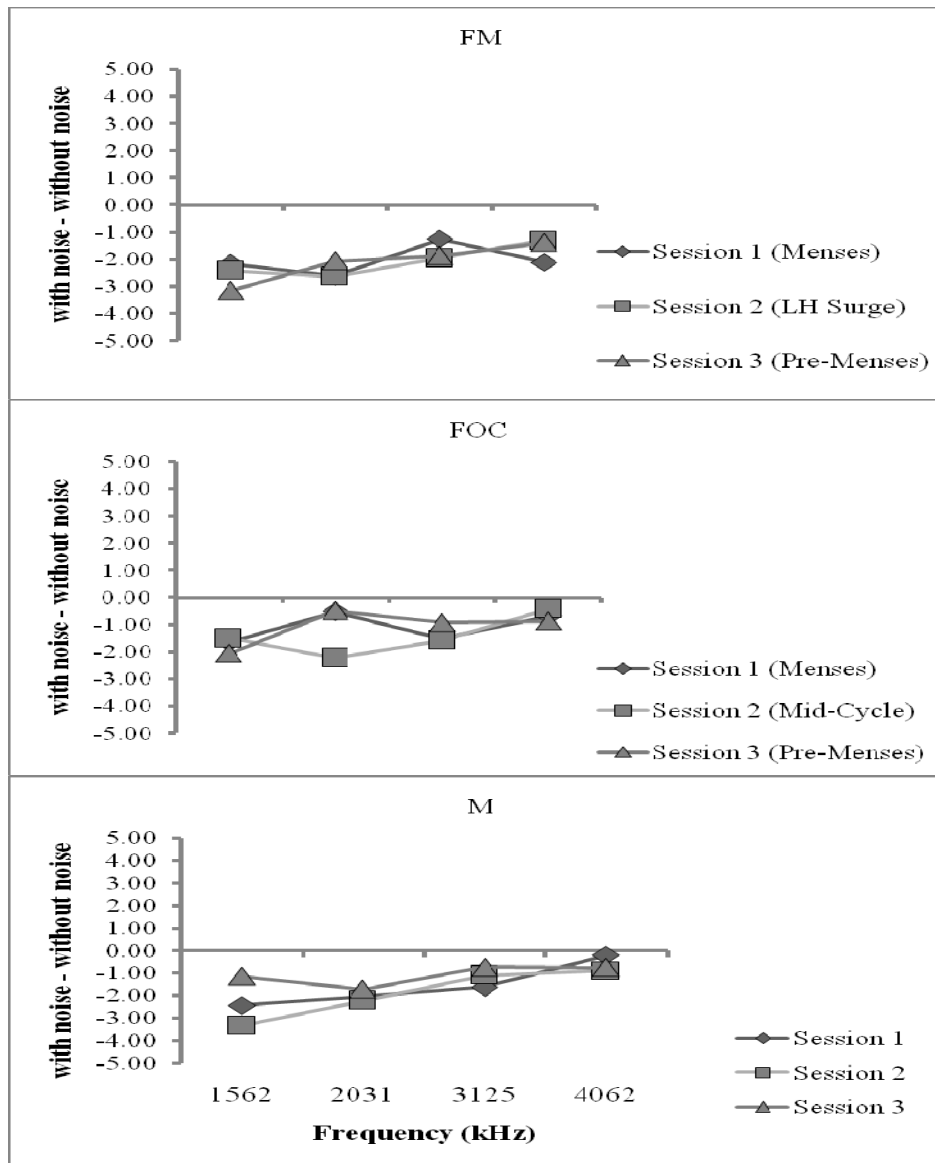 FM
with noise - without noise
5.00
4.00
3.00
2.00
1.00
0.00
-1.00
-2.00
-3.00
-4.00
-5.00
Session 1 (Menses)
Session 2 (LH Surge)
Session 3 (Pre-Menses)
FOC
with noise - without noise
5.00
4.00
3.00
2.00
1.00
0.00
-1.00
-2.00
-3.00
-4.00
-5.00
Session 1 (Menses)
Session 2 (Mid-Cycle)
Session 3 (Pre-Menses)
M
with noise - without noise
5.00
4.00
3.00
2.00
1.00
0.00
-1.00
-2.00
-3.00
-4.00
-5.00
1562 2031 3125 4062
Frequency (kHz)
Session 1
Session 2
Session 3